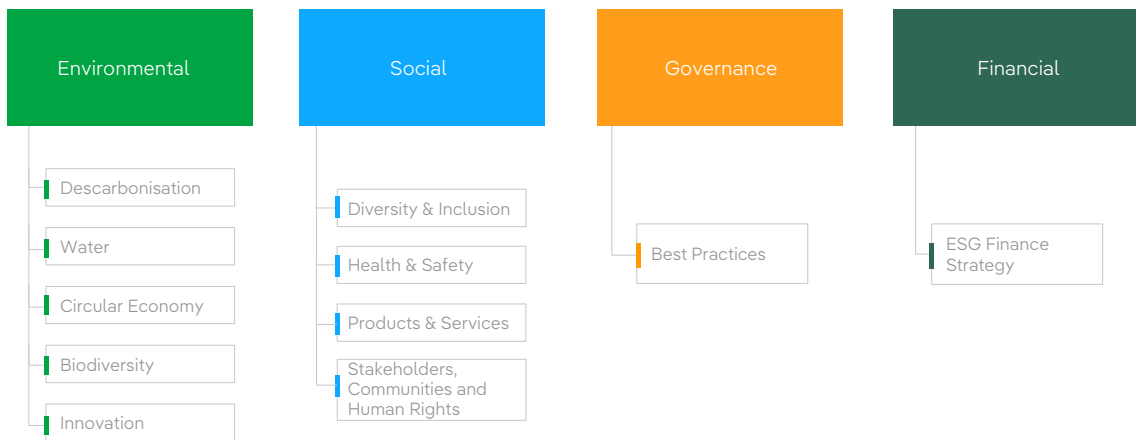 Environmental
Descarbonisation
Water
Circular Economy
Biodiversity
Innovation
Social
Diversity & Inclusion
Health & Safety
Products & Services
Stakeholders,
Communities and
Human Rights
Governance
Best Practices
Financial
ESG Finance
Strategy